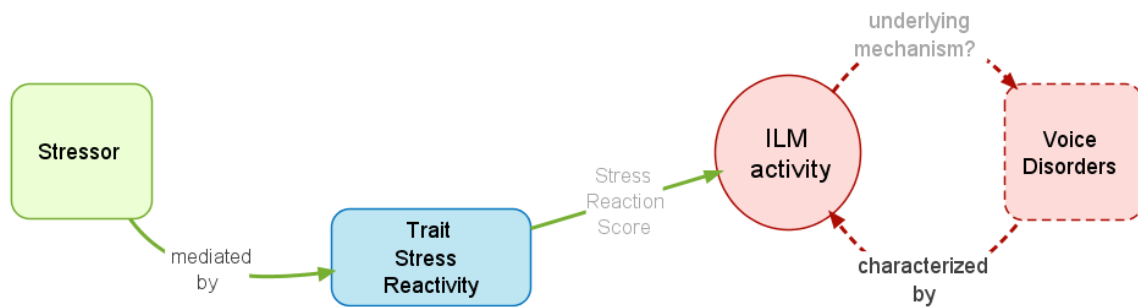 Stressor
mediated
by
Trait
Stress
Reactivity
Stress
Reaction
Score
ILM
activity
underlying
mechanism?
Voice
Disorders
characterized
by